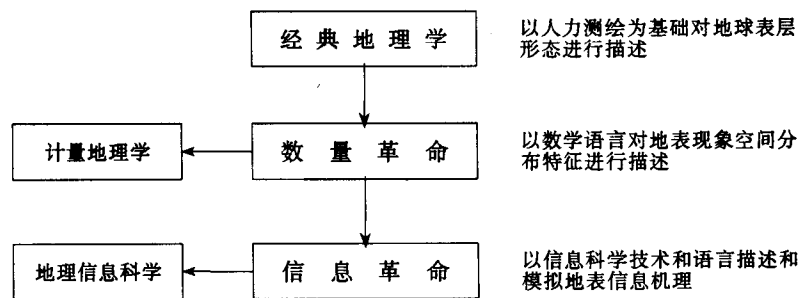 经典地理学
以人力测绘为基础对地球表层
形态进行描述
计量地理学
数量革命
以数学语言对地表现象空间分
布特征进行描述
地理信息科学
信息革命
以信息科学技术和语言描述和
模拟地表信息机理